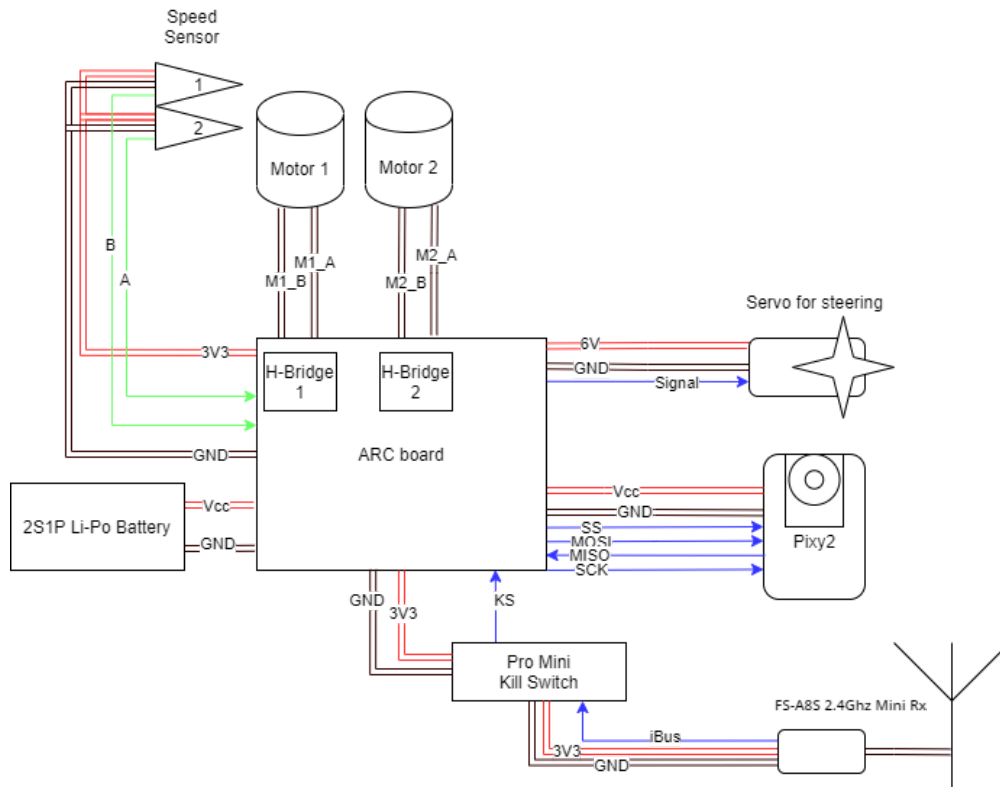 Speed
Sensor
1
2
Motor 1
Motor 2
B
A
M1_A
M1_B
M2_A
M2_B
Servo for steering
3V3
H-Bridge
1
H-Bridge
2
6V
GND
Signal
ARC board
GND
2S1P Li-Po Battery
Vcc
GND
Vcc
GND
SS
MOSI
MISO
SCK
Pixy2
GND
3V3
KS
Pro Mini
Kill Switch
FS-A8S 2.4Ghz Mini Rx
iBus
3V3
GND